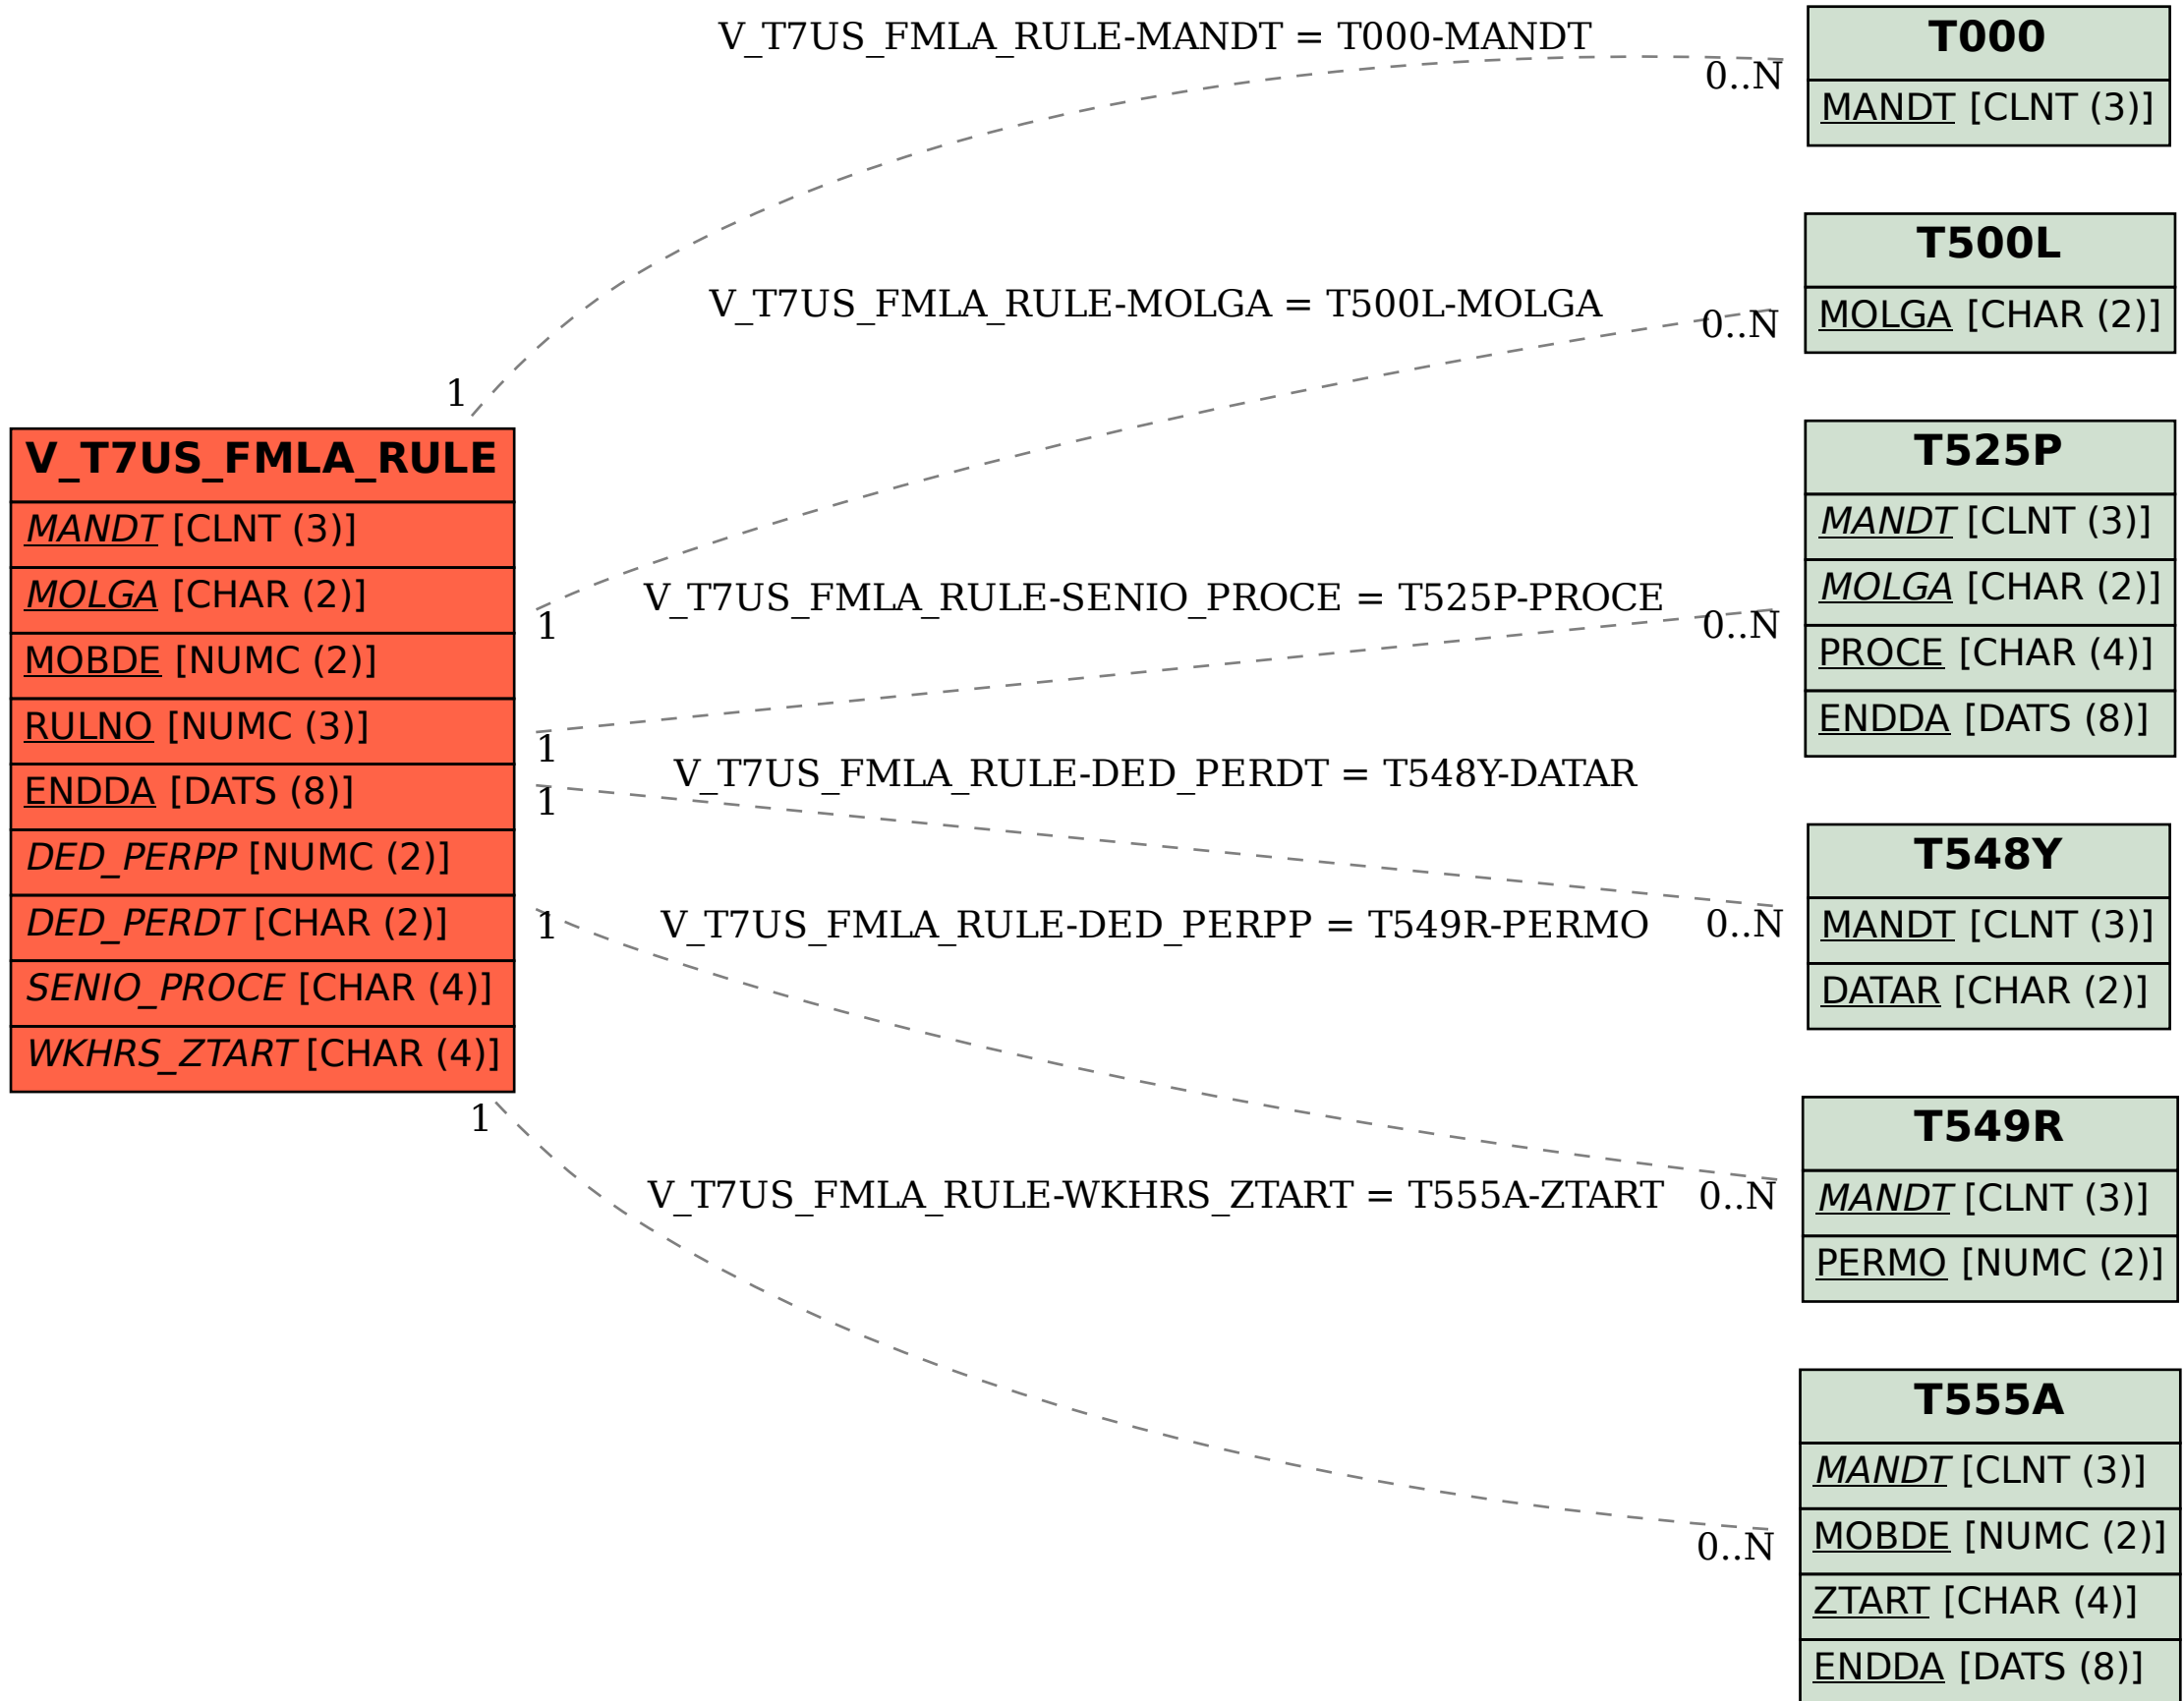 V_T7US_FMLA_RULE-MANDT = T000-MANDT
0..N
1
V_T7US_FMLA_RULE-MOLGA = T500L-MOLGA
0..N
1
V_T7US_FMLA_RULE-SENIO_PROCE = T525P-PROCE
0..N
1
V_T7US_FMLA_RULE-DED_PERDT = T548Y-DATAR
1
0..N
V_T7US_FMLA_RULE-DED_PERPP = T549R-PERMO
1
0..N
V_T7US_FMLA_RULE-WKHRS_ZTART = T555A-ZTART
1
0..N
V_T7US_FMLA_RULE
MANDT [CLNT (3)]
MOLGA [CHAR (2)]
MOBDE [NUMC (2)]
RULNO [NUMC (3)]
ENDDA [DATS (8)]
DED_PERPP [NUMC (2)]
DED_PERDT [CHAR (2)]
SENIO_PROCE [CHAR (4)]
WKHRS_ZTART [CHAR (4)]
T000
MANDT [CLNT (3)]
T500L
MOLGA [CHAR (2)]
T525P
MANDT [CLNT (3)]
MOLGA [CHAR (2)]
PROCE [CHAR (4)]
ENDDA [DATS (8)]
T548Y
MANDT [CLNT (3)]
DATAR [CHAR (2)]
T549R
MANDT [CLNT (3)]
PERMO [NUMC (2)]
T555A
MANDT [CLNT (3)]
MOBDE [NUMC (2)]
ZTART [CHAR (4)]
ENDDA [DATS (8)]